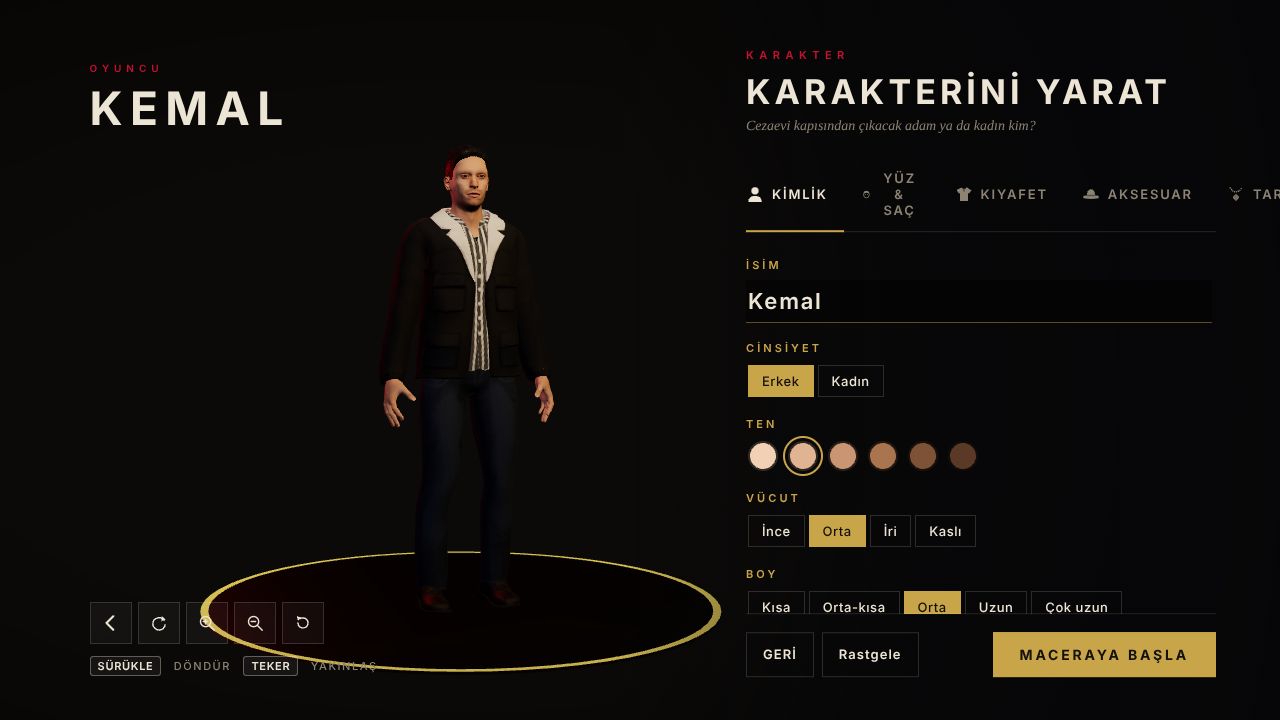 OYUNCU
KEMAL
KARAKTER
KARAKTERİNİ YARAT
Cezaevi kapısından çıkacak adam ya da kadın kim?
KİMLİK
YÜZ
&
SAÇ
KIYAFET
AKSESUAR
TAR
İSİM
Kemal
CİNSİYET
Erkek Kadın
TEN
VÜCUT
İnce Orta İri Kaslı
BOY
Kısa Orta-kısa Orta Uzun Çok uzun
SÜRÜKLE DÖNDÜR TEKER YAKINLAŞ
GERİ Rastgele MACERAYA BAŞLA